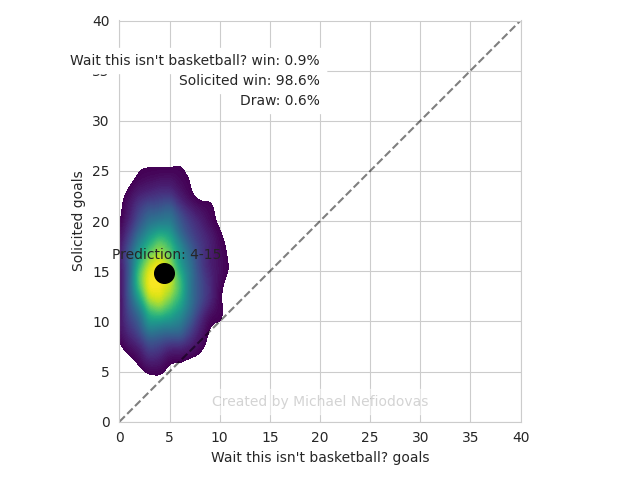 Wait this isn't basketball? win: 0.9%
Solicited win: 98.6%
Draw: 0.6%
40
30
25
20
15
10
5
0
Solicited goals
Prediction:
Created by Michael Nefiodovas
0 5 10 15 20 25 30 35 40
Wait this isn't basketball? goals